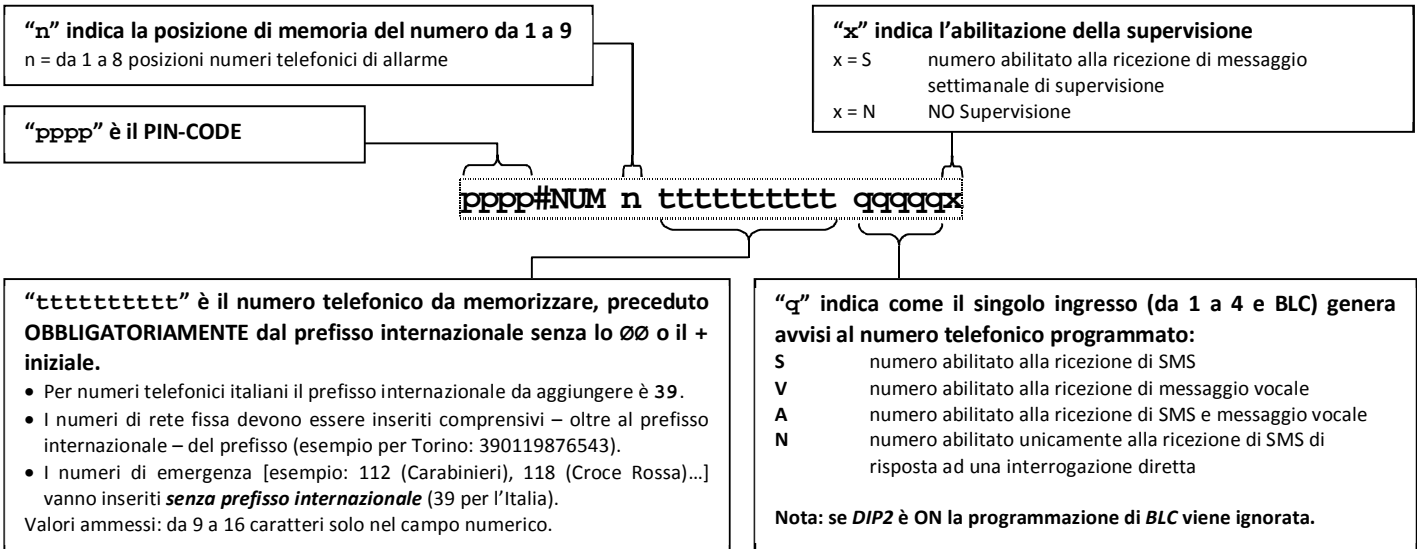 “n” indica la posizione di memoria del numero da 1 a 9
n = da 1 a 8 posizioni numeri telefonici di allarme
“pppp” è il PIN-CODE
“x” indica l’abilitazione della supervisione
x = S numero abilitato alla ricezione di messaggio
settimanale di supervisione
x = N NO Supervisione
pppp#NUM n tttttttttttt qqqqqx
“ttttttttttt” è il numero telefonico da memorizzare, preceduto
OBBLIGATORIAMENTE dal prefisso internazionale senza lo ØØ o il +
iniziale.
• Per numeri telefonici italiani il prefisso internazionale da aggiungere è 39.
• I numeri di rete fissa devono essere inseriti comprensivi – oltre al prefisso
internazionale – del prefisso (esempio per Torino: 390119876543).
• I numeri di emergenza [esempio: 112 (Carabinieri), 118 (Croce Rossa)…]
vanno inseriti senza prefisso internazionale (39 per l’Italia).
Valori ammessi: da 9 a 16 caratteri solo nel campo numerico.
“q” indica come il singolo ingresso (da 1 a 4 e BLC) genera
avvisi al numero telefonico programmato:
S numero abilitato alla ricezione di SMS
V numero abilitato alla ricezione di messaggio vocale
A numero abilitato alla ricezione di SMS e messaggio vocale
N numero abilitato unicamente alla ricezione di SMS di
risposta ad una interrogazione diretta
Nota: se DIP2 è ON la programmazione di BLC viene ignorata.